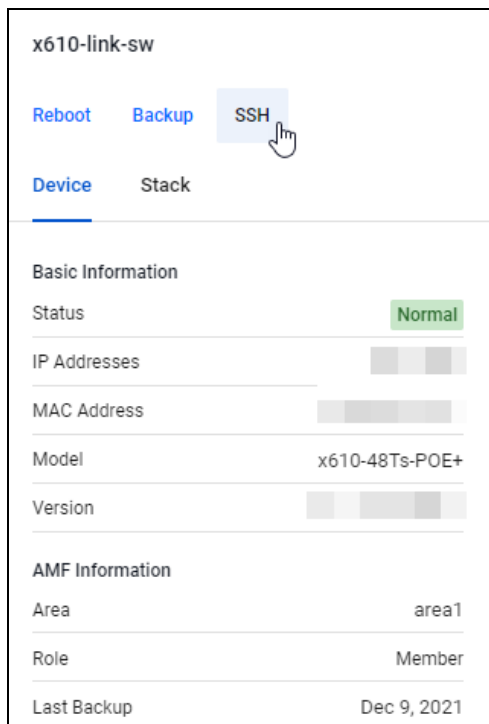 x610-link-sw
Reboot Backup SSH
Device Stack
Basic Information
Status Normal
IP Addresses
MAC Address
Model x610-48Ts-POE+
Version
AMF Information
Area area1
Role Member
Last Backup Dec 9, 2021